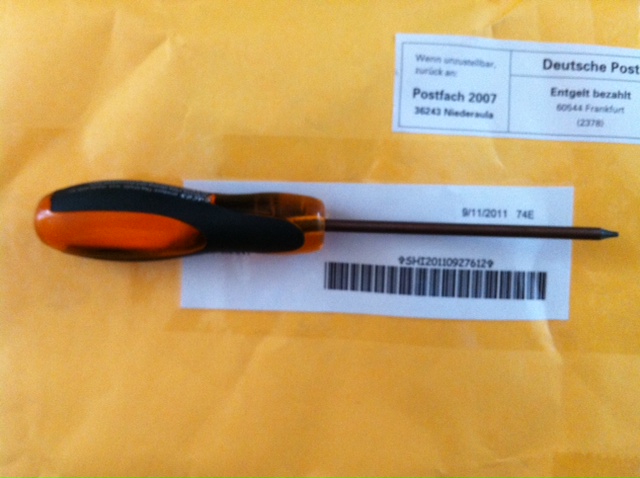 Wenn unzustellbar,
zurück an:
Postfach 2007
36243 Niederaula
Deutsche Post
Entgelt bezahlt
60544 Frankfurt
(2378)
9/11/2011 74E
SHI201109276129